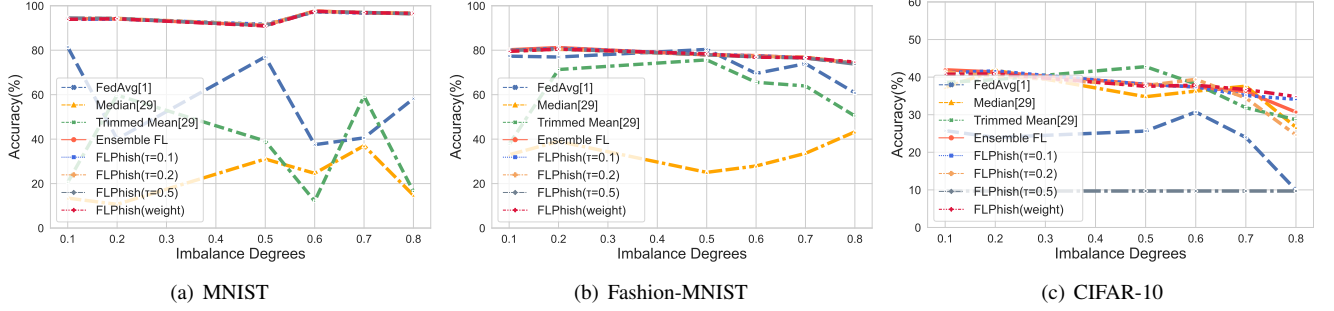 100
80
60
40
20
0
Accuracy(%)
FedAvg[1]
Median[29]
Trimmed Mean[29]
Ensemble FL
FLPhish(τ=0.1)
FLPhish(τ=0.2)
FLPhish(τ=0.5)
FLPhish(weight)
0.1 0.2 0.3 0.4 0.5 0.6 0.7 0.8
Imbalance Degrees
(a) MNIST
100
80
60
40
20
0
Accuracy(%)
FedAvg[1]
Median[29]
Trimmed Mean[29]
Ensemble FL
FLPhish(τ=0.1)
FLPhish(τ=0.2)
FLPhish(τ=0.5)
FLPhish(weight)
0.1 0.2 0.3 0.4 0.5 0.6 0.7 0.8
Imbalance Degrees
(b) Fashion-MNIST
60
50
40
30
20
10
0
Accuracy(%)
FedAvg[1]
Median[29]
Trimmed Mean[29]
Ensemble FL
FLPhish(τ=0.1)
FLPhish(τ=0.2)
FLPhish(τ=0.5)
FLPhish(weight)
0.1 0.2 0.3 0.4 0.5 0.6 0.7 0.8
Imbalance Degrees
(c) CIFAR-10